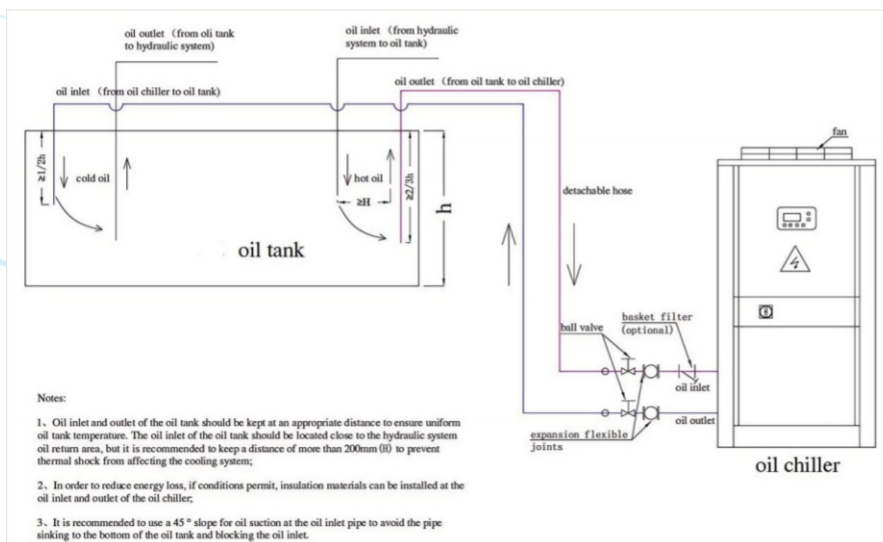 oil outlet （from oli tank
to hydraulic system）
oil inlet （from hydraulic
system to oil tank）
oil inlet （from oil chiller to oil tank）
oil outlet （from oil tank to oil chiller）
fan
≥1/2h
cold oil
hot oil
≥H
≥2/3h
h
detachable hose
oil tank
ball valve
basket filter
(optional)
oil inlet
oil outlet
expansion flexible
joints
oil chiller
Notes:
1、Oil inlet and outlet of the oil tank should be kept at an appropriate distance to ensure uniform
oil tank temperature. The oil inlet of the oil tank should be located close to the hydraulic system
oil return area, but it is recommended to keep a distance of more than 200mm (H) to prevent
thermal shock from affecting the cooling system;
2、In order to reduce energy loss, if conditions permit, insulation materials can be installed at the
oil inlet and outlet of the oil chiller;
3、It is recommended to use a 45° slope for oil suction at the oil inlet pipe to avoid the pipe
sinking to the bottom of the oil tank and blocking the oil inlet.